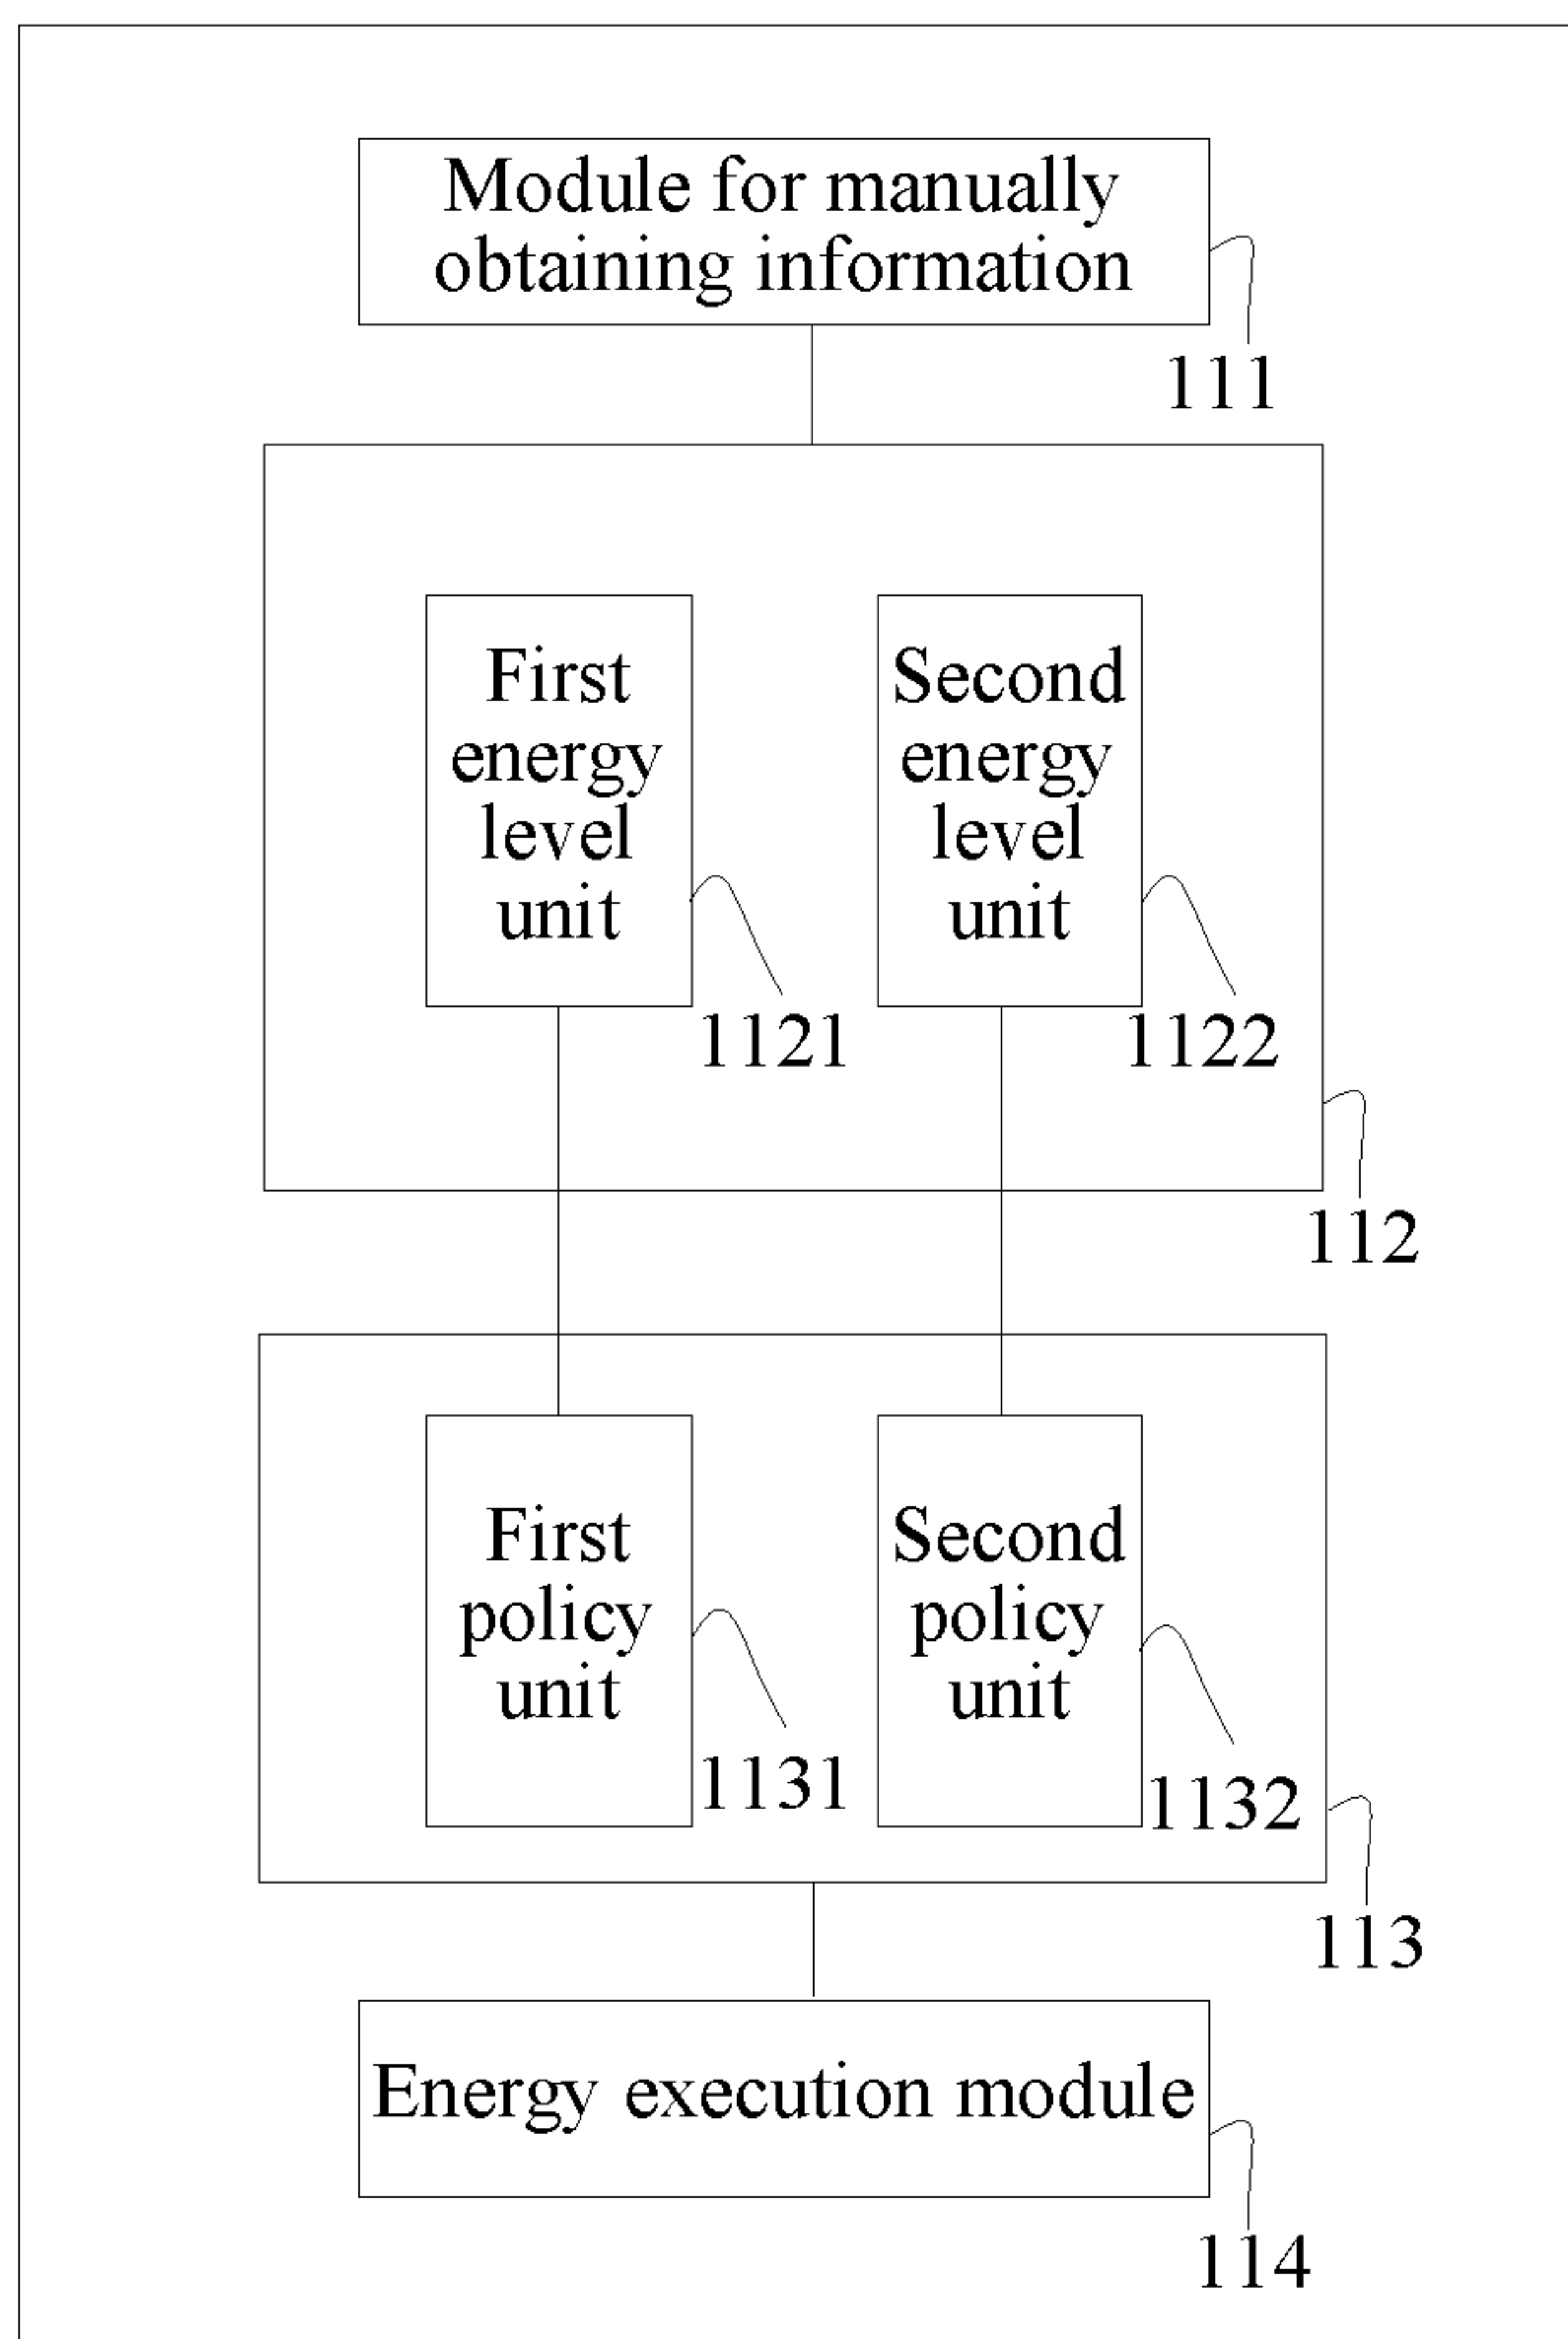 Module for manually
obtaining information
111
First
energy
level
unit
1121
Second
energy
level
unit
1122
112
First
policy
unit
1131
Second
policy
unit
1132
113
Energy execution module
114